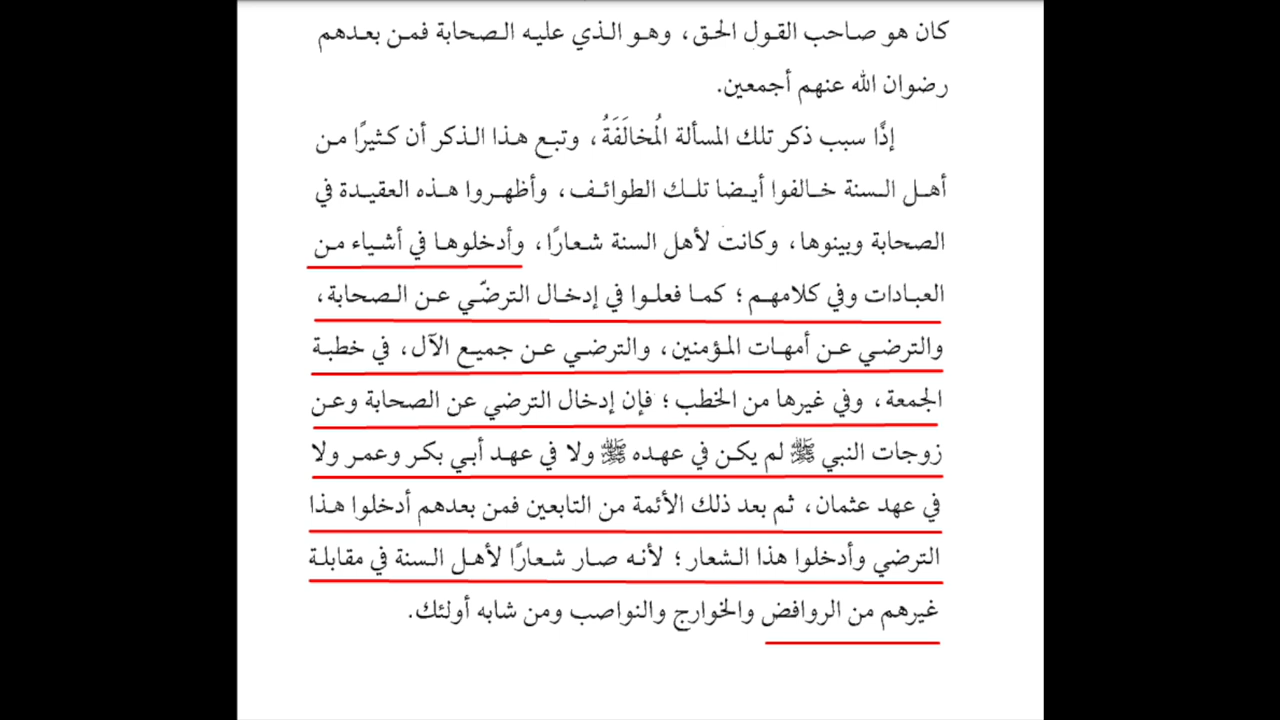 كان هو صاحب القول الحق، وهو الذي عليه الصحابة فمن بعدهم
رضوان الله عنهم أجمعين.
إذًا سبب ذكر تلك المسألة المُخالَفَةُ، وتبع هذا الذكر أن كثيرًا من
أهل السنة خالفوا أيضا تلك الطوائف، وأظهروا هذه العقيدة في
الصحابة وبينوها، وكانت لأهل السنة شعارًا، وأدخلوها في أشياء من
العبادات وفي كلامهم؛ كما فعلوا في إدخال الترضّي عن الصحابة،
والترضي عن أمهات المؤمنين، والترضي عن جميع الآل، في خطبة
الجمعة، وفي غيرها من الخطب؛ فإن إدخال الترضي عن الصحابة وعن
زوجات النبي ﷺ لم يكن في عهده ﷺ ولا في عهد أبي بكر وعمر ولا
في عهد عثمان، ثم بعد ذلك الأئمة من التابعين فمن بعدهم أدخلوا هذا
الترضي وأدخلوا هذا الشعار؛ لأنه صار شعارًا لأهل السنة في مقابلة
غيرهم من الروافض والخوارج والنواصب ومن شابه أولئك.